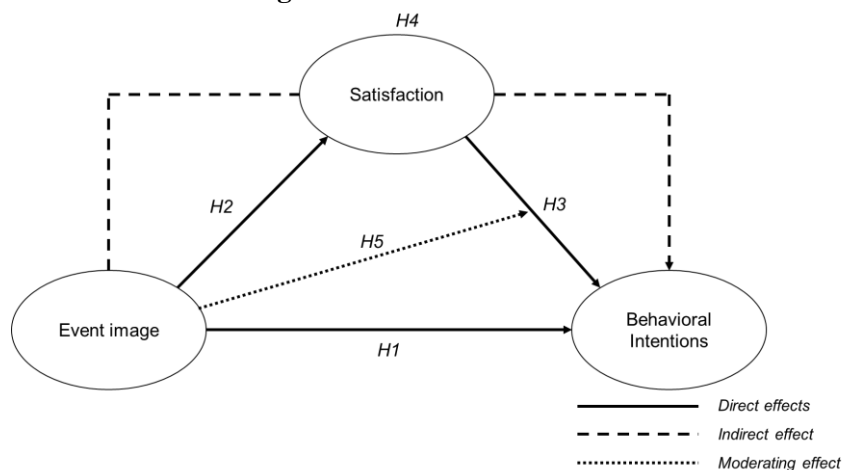 H4
Satisfaction
H2
H3
H5
Event image
Behavioral
Intentions
H1
Direct effects
Indirect effect
Moderating effect